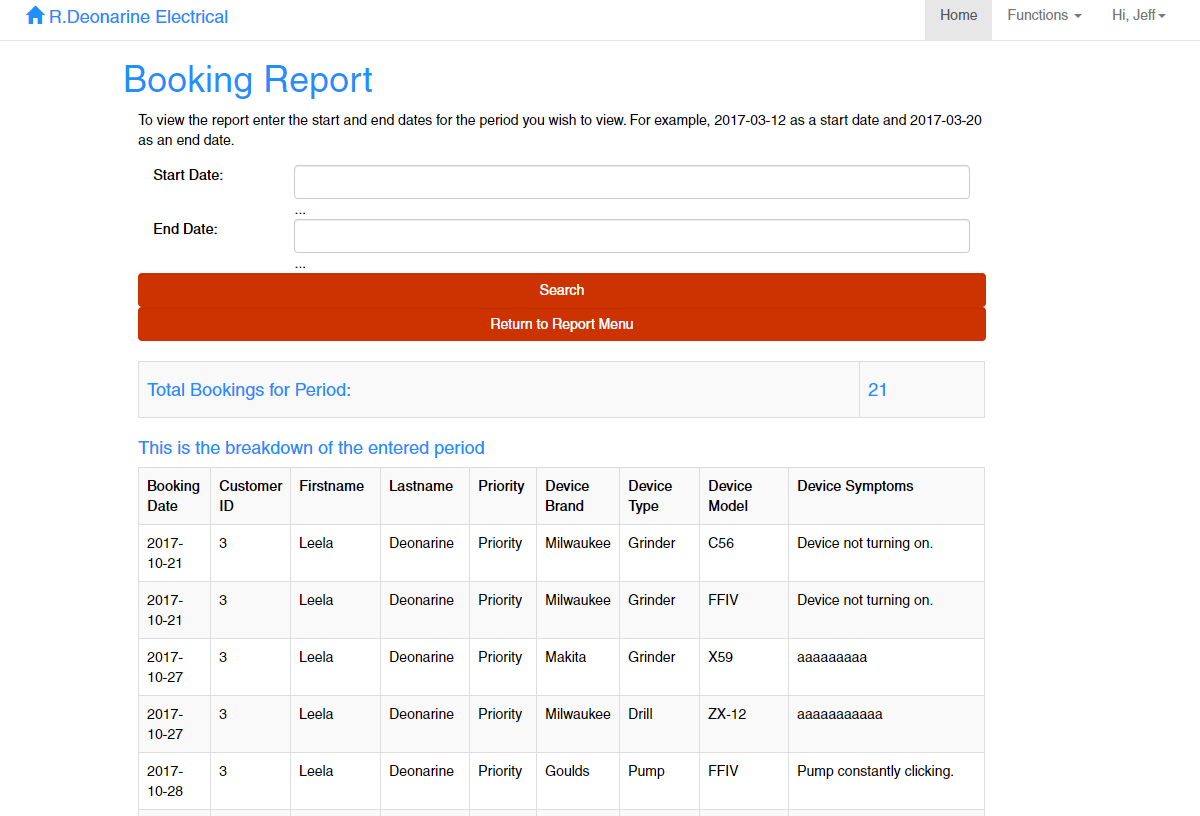 R.Deonarine Electrical
Home
Functions
Hi, Jeff
Booking Report
To view the report enter the start and end dates for the period you wish to view. For example, 2017-03-12 as a start date and 2017-03-20
as an end date.
Start Date:
...
End Date:
...
Search
Return to Report Menu
Total Bookings for Period: 21
This is the breakdown of the entered period
Booking Date Customer ID Firstname Lastname Priority Device Brand Device Type Device Model Device Symptoms
2017-10-21 3 Leela Deonarine Priority Milwaukee Grinder C56 Device not turning on.
2017-10-21 3 Leela Deonarine Priority Milwaukee Grinder FFIV Device not turning on.
2017-10-27 3 Leela Deonarine Priority Makita Grinder X59 aaaaaaaaa
2017-10-27 3 Leela Deonarine Priority Milwaukee Drill ZX-12 aaaaaaaaaaa
2017-10-28 3 Leela Deonarine Priority Goulds Pump FFIV Pump constantly clicking.